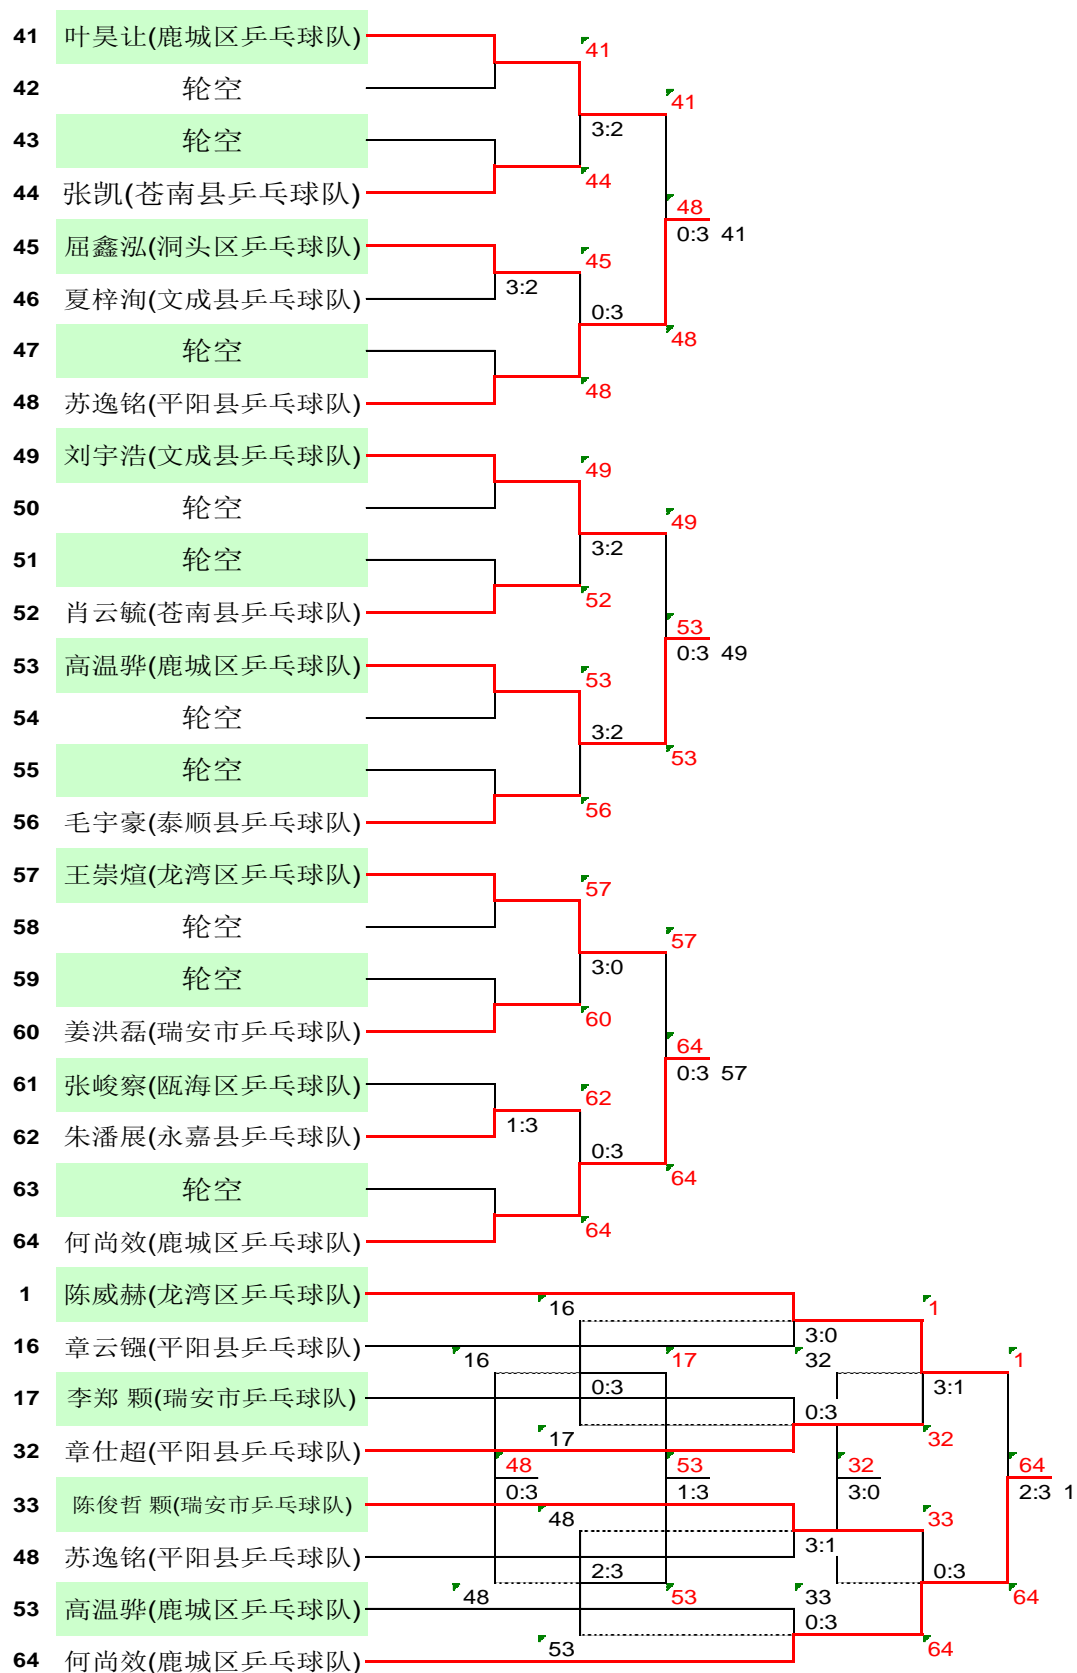 41 叶昊让(鹿城区乒乓球队) 41
42 轮空 41
43 轮空 3:2
44 张凯(苍南县乒乓球队) 44 48
0:3 41
45 屈鑫泓(洞头区乒乓球队) 45
46 夏梓洵(文成县乒乓球队) 3:2 0:3
47 轮空 48
48 苏逸铭(平阳县乒乓球队) 48
49 刘宇浩(文成县乒乓球队) 49
50 轮空 49
51 轮空 3:2
52 肖云毓(苍南县乒乓球队) 52 53
0:3 49
53 高温骅(鹿城区乒乓球队) 53
54 轮空 3:2
55 轮空 53
56 毛宇豪(泰顺县乒乓球队) 56
57 王崇煊(龙湾区乒乓球队) 57
58 轮空 57
59 轮空 3:0
60 姜洪磊(瑞安市乒乓球队) 60 64
0:3 57
61 张峻察(瓯海区乒乓球队) 62
62 朱潘展(永嘉县乒乓球队) 1:3 0:3
63 轮空 64
64 何尚效(鹿城区乒乓球队) 64
1 陈威赫(龙湾区乒乓球队) 16 1
3:0
16 章云镪(平阳县乒乓球队) 16 17 32 1
0:3 3:1
17 李郑 颗(瑞安市乒乓球队) 0:3
32 章仕超(平阳县乒乓球队) 17 32
48 53 32 64
0:3 1:3 3:0 2:3 1
33 陈俊哲 颗(瑞安市乒乓球队) 48 33
48 苏逸铭(平阳县乒乓球队) 3:1
2:3 0:3
48 53 33 64
53 高温骅(鹿城区乒乓球队) 0:3
64 何尚效(鹿城区乒乓球队) 53 64